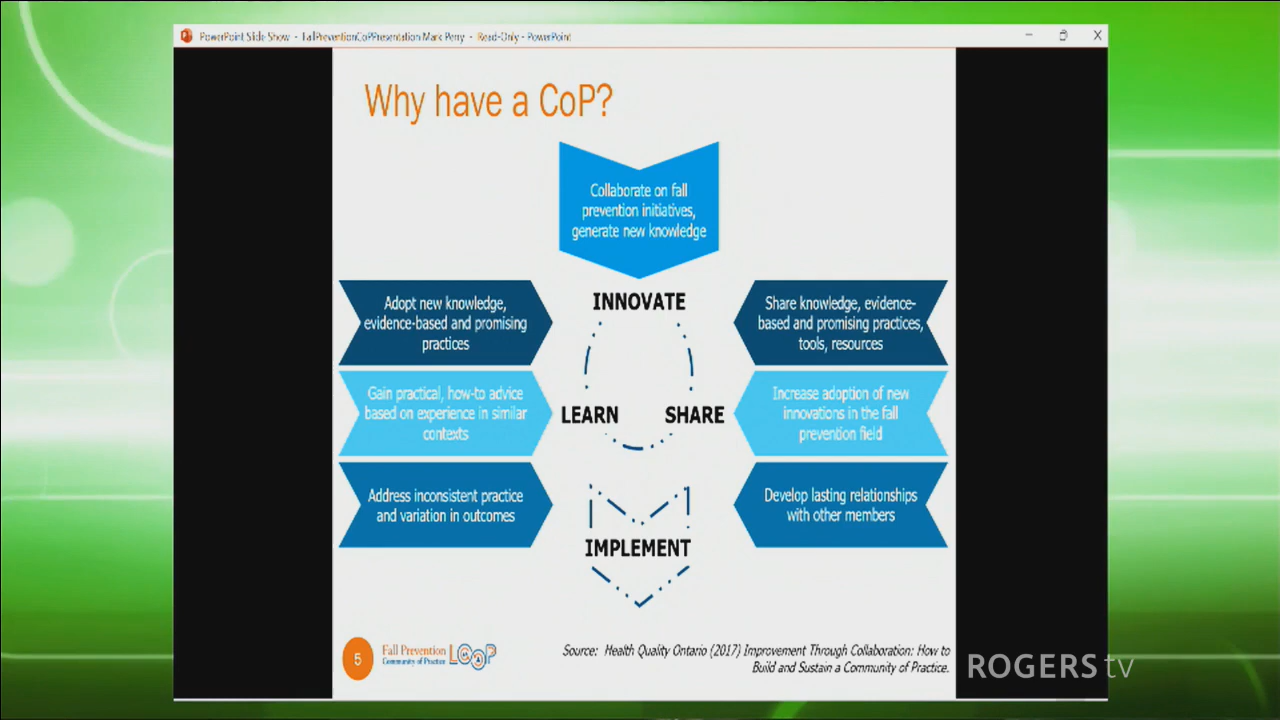 PowerPoint Slide Show - FallPreventionCoPPresentation Mark Perry - Read-Only - PowerPoint
Why have a CoP?
Collaborate on fall
prevention initiatives,
generate new knowledge
INNOVATE
Adopt new knowledge,
evidence-based and promising
practices
Share knowledge, evidence-
based and promising practices,
tools, resources
Gain practical, how-to advice
based on experience in similar
contexts
LEARN
SHARE
Increase adoption of new
innovations in the fall
prevention field
Address inconsistent practice
and variation in outcomes
Develop lasting relationships
with other members
IMPLEMENT
5
Fall Prevention
Community of Practice
LOOP
Source: Health Quality Ontario (2017) Improvement Through Collaboration: How to
Build and Sustain a Community of Practice.
ROGERS tv